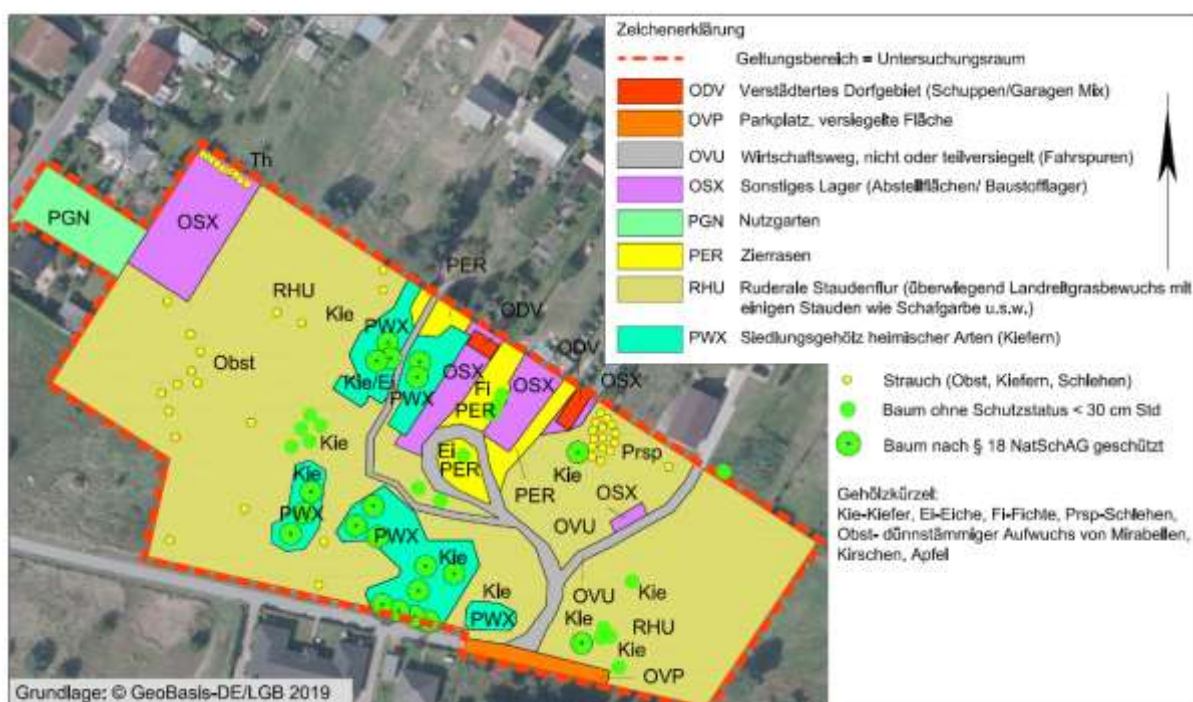 Zeichenerklärung
Geltungsbereich = Untersuchungsraum
ODV Verstädtertes Dorfgebiet (Schuppen/Garagen Mix)
OVP Parkplatz, versiegelte Fläche
OVU Wirtschaftsweg, nicht oder teilversiegelt (Fahrspuren)
OSX Sonstiges Lager (Abstellflächen/ Baustofflager)
PGN Nutzgarten
PER Zierrasen
RHU Ruderale Staudenflur (überwiegend Landreitgrasbewuchs mit
einigen Stauden wie Schafgarbe u.s.w.)
PWX Siedlungsgehölz heimischer Arten (Kiefern)
Strauch (Obst, Kiefern, Schlehen)
Baum ohne Schutzstatus < 30 cm Std
Baum nach § 18 NatSchAG geschützt
Gehölzkürzel:
Kie-Kiefer, Ei-Eiche, Fi-Fichte, Prsp-Schlehen,
Obst- dünnstämmiger Aufwuchs von Mirabellen,
Kirschen, Apfel
Th
PGN
OSX
PER
RHU
Kie
ODV
PWX
ODV
Obst
Kie/Ei
OSX
OSX
OSX
Fi
PWX
PER
Kie
Ei
Prsp
PER
Kie
Kie
PER
OSX
PWX
PWX
OVU
Kie
Kie
OVU
Kie
PWX
Kie
RHU
Kie
OVP
Grundlage: © GeoBasis-DE/LGB 2019